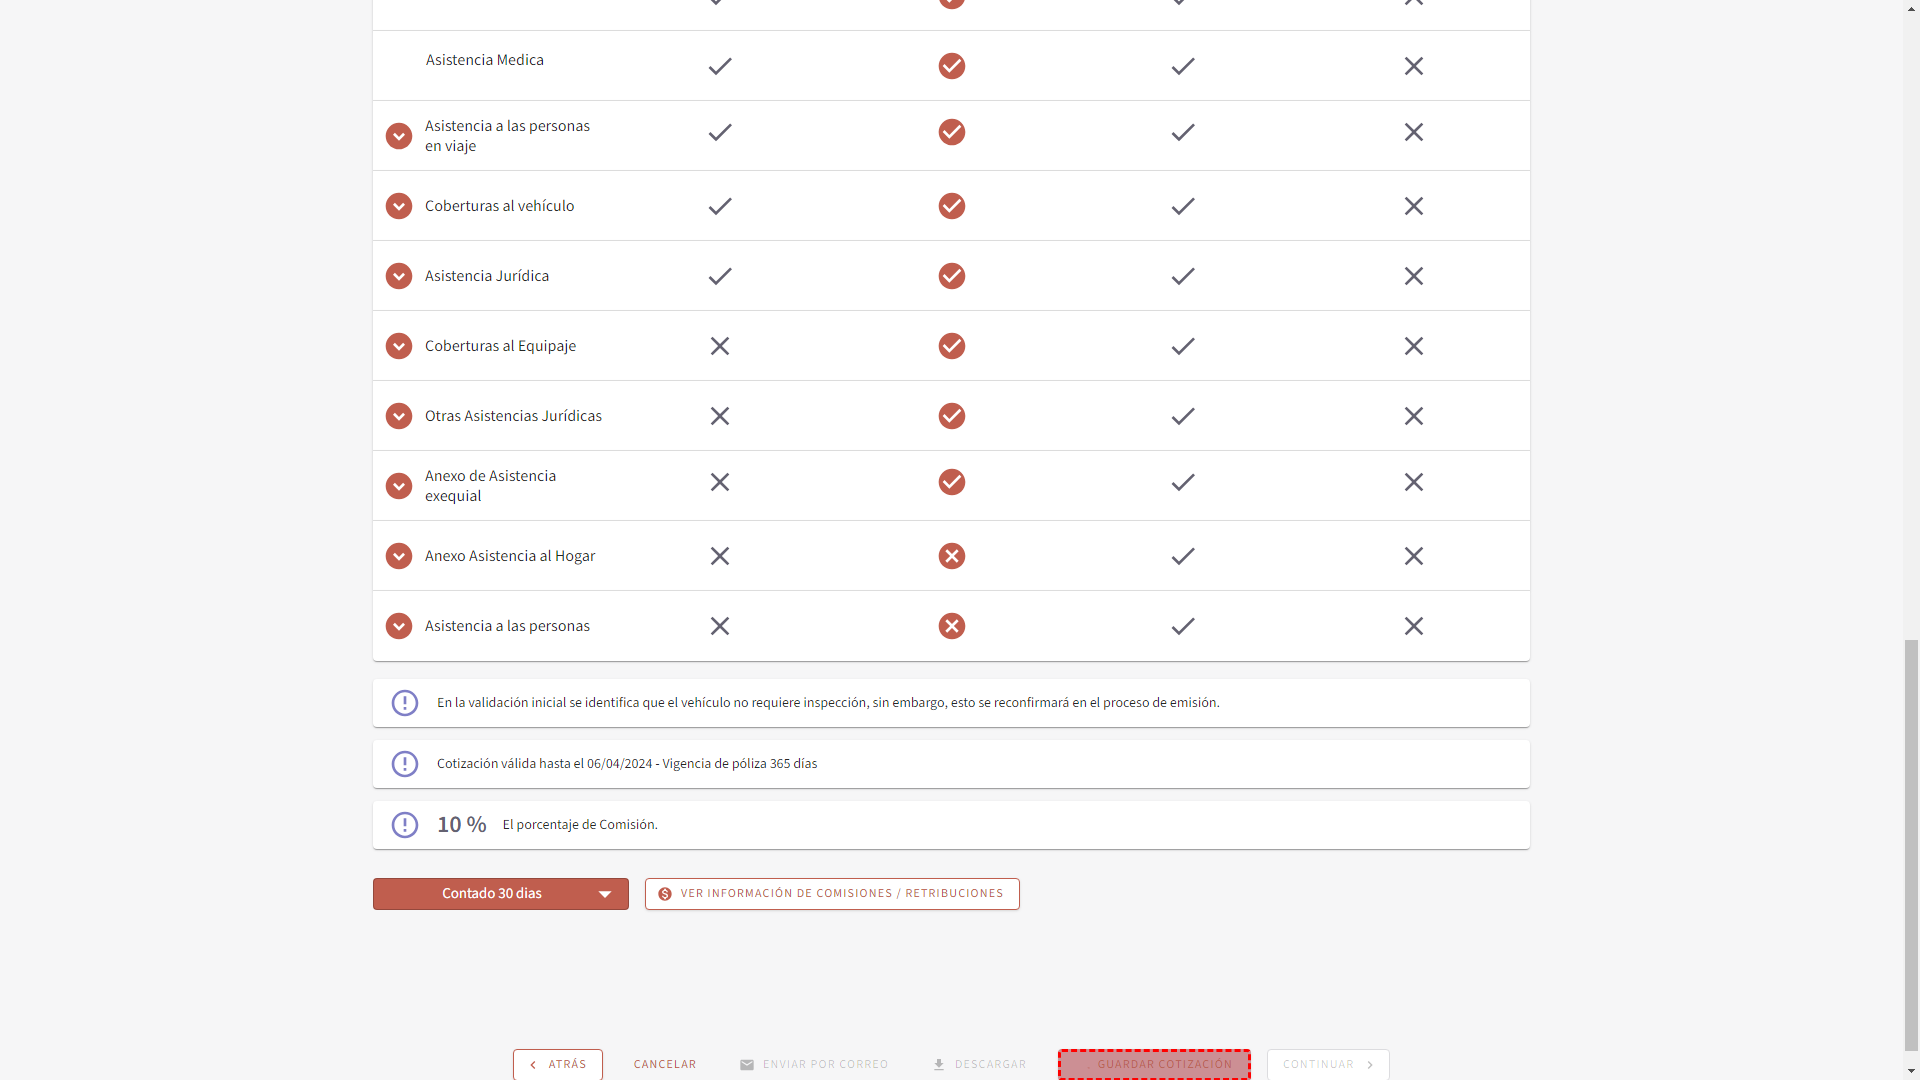 Asistencia Medica
Asistencia a las personas
en viaje
Coberturas al vehículo
Asistencia Jurídica
Coberturas al Equipaje
Otras Asistencias Jurídicas
Anexo de Asistencia
exequial
Anexo Asistencia al Hogar
Asistencia a las personas
En la validación inicial se identifica que el vehículo no requiere inspección, sin embargo, esto se reconfirmará en el proceso de emisión.
Cotización válida hasta el 06/04/2024 - Vigencia de póliza 365 días
10 % El porcentaje de Comisión.
Contado 30 dias
VER INFORMACIÓN DE COMISIONES / RETRIBUCIONES
ATRÁS CANCELAR ENVIAR POR CORREO DESCARGAR GUARDAR COTIZACIÓN CONTINUAR